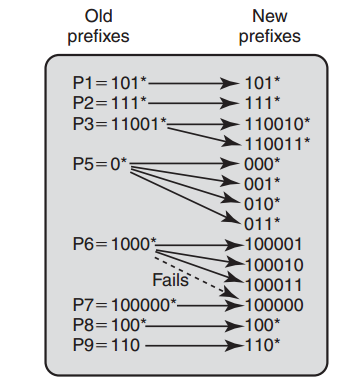 Old New
prefixes prefixes
P1=101* 101*
P2=111* 111*
P3=11001* 110010*
110011*
P5=0* 000*
001*
010*
011*
P6=1000* 100001
100010
Fails 100011
P7=100000* 100000
P8=100* 100*
P9=110 110*